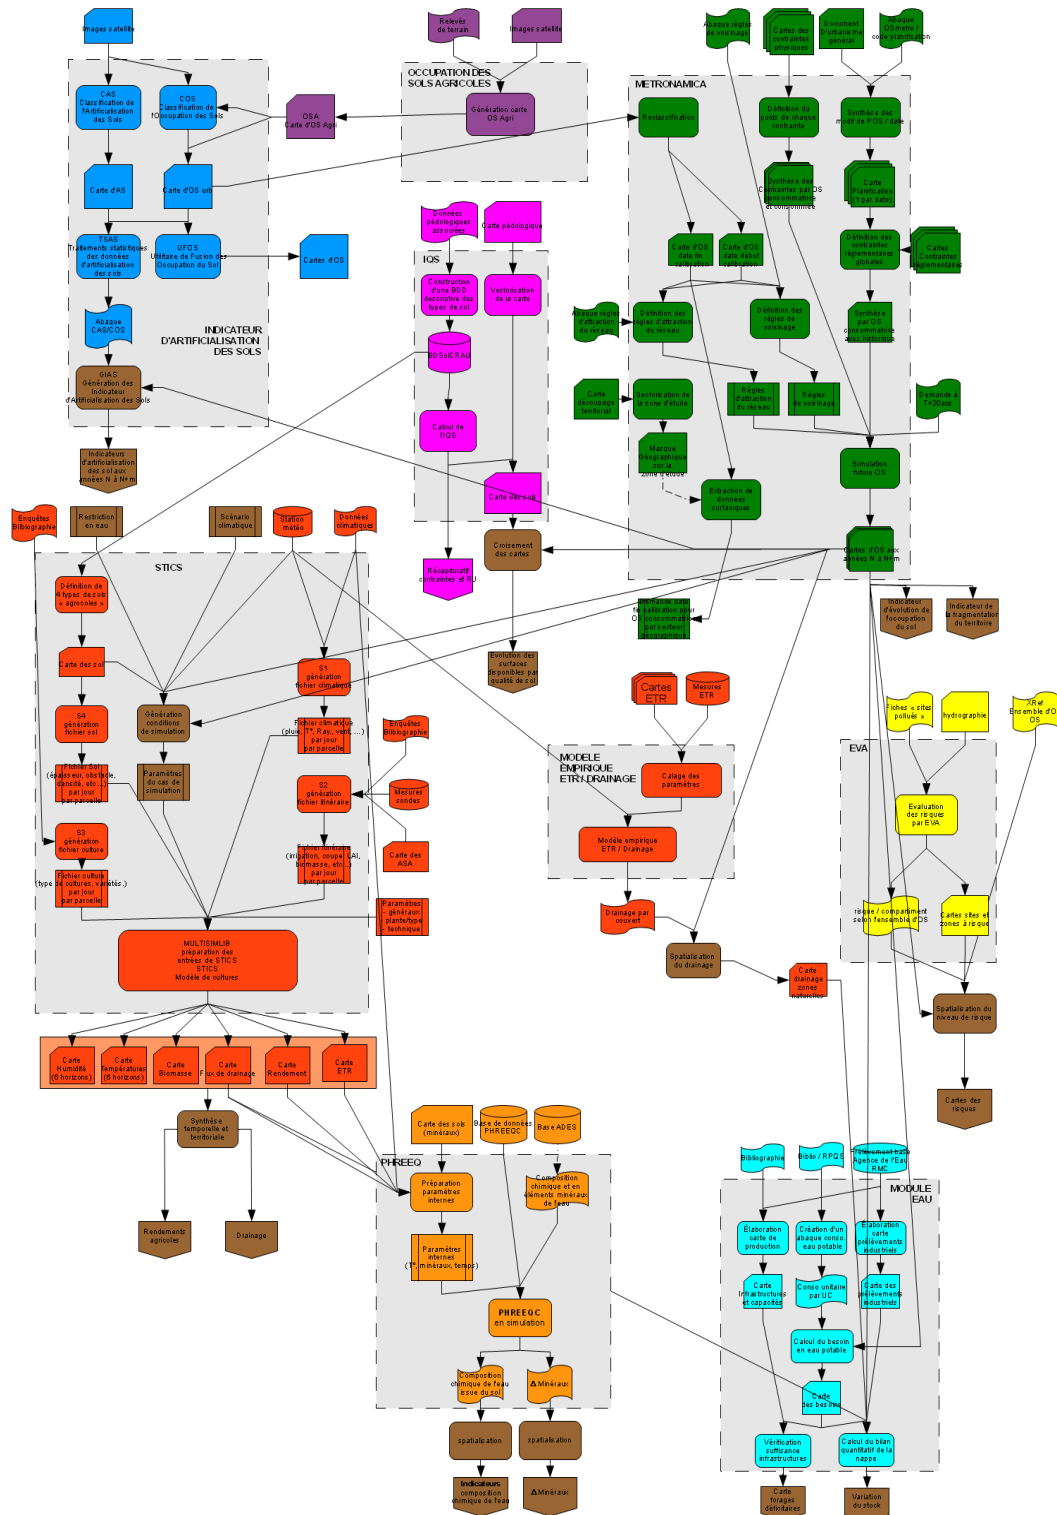 Images satellite
CAS
Classification de
l'Artificialisation
des Sols
COS
Classification de
l'Occupation des Sols
Carte d'AS
Carte d'OS urb
TSAS
Traitements statistiques
des données
d'artificialisation
des sols
UFOS
Utilitaire de Fusion des
Occupation du Sol
Cartes d'OS
Abaque
CAS/COS
INDICATEUR
D'ARTIFICIALISATION
DES SOLS
GIAS
Génération des
Indicateur
d'Artificialisation des Sols
Indicateurs
d'artificialisation
des sol aux
années N à N+m
OSA
Carte d'OS Agri
Relevés
de terrain
Images satellite
OCCUPATION DES
SOLS AGRICOLES
Génération carte
OS Agri
Données
pédologiques
associées
Carte pédologique
IQS
Construction
d'une BDD
descriptive des
types de sol
Vectorisation
de la carte
BDSolCRAU
Calcul de
l'IQS
Carte des sols
Croisement
des cartes
Récapitulatif
contraintes et RU
Evolution des
surfaces
disponibles par
qualité de sol
Abaque règles
de voisinage
Cartes des
contraintes
physiques
Document
D'urbanisme
général
Abaque
OS metro /
code planification
METRONAMICA
Reclassification
Définition du
poids de chaque
contrainte
Synthèse des
modif de POS / date
Synthèse des
Contraintes par OS
consommatrice
et consommée
Carte
Planification
(1 par date)
Carte d'OS
date fin
calibration
Carte d'OS
date début
calibration
Définition des
contraintes
réglementaires
globales
Cartes
Contraintes
réglementaires
Abaque règles
d'attraction
du réseau
Définition des
règles d'attraction
du réseau
Définition des
règles de
voisinage
Synthèse
par OS
consommatrice
avec historique
Carte
découpage
territorial
Sectorisation de
la zone d'étude
Règles
d'attraction
du réseau
Règles
de voisinage
Demande à
T+20ans
Masque
Géographique
sur la
zone d'étude
Extraction de
données
surfasiques
Simulation
future OS
Cartes d'OS aux
années N à N+m
Demande date
fin calibration pour
OS consommatrice
par secteur
géographique
Indicateur
d'évolution de
l'occupation
du sol
Indicateur de
la fragmentation
du territoire
Enquêtes
Bilbiographie
Restriction
en eau
Scénario
climatique
Station
météo
Données
climatiques
STICS
Définition de
4 types de sols
« agrocoles »
Carte des sol
S4
génération
fichier sol
Fichier Sol
(épaisseur, obstacle,
densité, etc...)
par jour
par parcelle
S3
génération
fichier culture
Fichier culture
(type de cultures, variétés.)
par jour
par parcelle
Génération
conditions
de simulation
Paramètres
du cas de
simulation
S1
génération
fichier climatique
Fichier climatique
(pluie, T°, Ray., vent, ...)
par jour
par parcelle
S2
génération
fichier itinéraire
Fichier itinéraire
(irrigation, coupe, LAI,
biomasse, etc...)
par jour
par parcelle
Enquêtes
Bilbiographie
Mesures
sondes
Carte des
ASA
Paramètres
- généraux
- plante/type
- technique
MULTISIMLIB
préparation des
entrées de STICS
STICS
Modèle de cultures
Carte
Humidité
(6 horizons)
Carte
Températures
(6 horizons)
Carte
Biomasse
Carte
Flux de drainage
Carte
Rendement
Carte
ETR
Synthèse
temporelle et
territoriale
Rendements
agricoles
Drainage
Cartes
ETR
Mesures
ETR
MODELE
EMPIRIQUE
ETR/ DRAINAGE
Calage des
paramètres
Modèle empirique
ETR / Drainage
Drainage par
couvert
Spatialisation
du drainage
Carte
drainage
zones
naturelles
Fiches « sites
pollués »
hydrographie
XRef
Ensemble d'O
OS
EVA
Evaluation
des risques
par EVA
risque / compartiment
selon l'ensemble d'OS
Cartes sites et
zones à risque
Spatialisation du
niveau de risque
Cartes des
risques
Carte des sols
(minéraux)
Base de données
PHREEQC
Base ADES
PHREEQ
Préparation
paramètres
internes
Composition
chimique et en
éléments minéraux
de l'eau
Paramètres
internes
(T°, minéraux, temps)
PHREEQC
en simulation
Composition
chimique de l'eau
issue du sol
Δ Minéraux
spatialisation
spatialisation
Indicateurs
composition
chimique de l'eau
Δ Minéraux
Bibliographie
Biblio / RPQS
Prélèvement base
Agence de l'Eau
RMC
MODULE
EAU
Élaboration
carte de
production
Création d'un
abaque conso.
eau potable
Élaboration
carte
prélèvements
industriels
Carte
Infrastructures
et capacités
Conso unitaire
par UC
Carte des
prélèvements
industriels
Calcul du besoin
en eau potable
Carte
des besoins
Vérification
suffisance
infrastructures
Calcul du bilan
quantitatif de la
nappe
Carte
forages
déficitaires
Variation
du stock